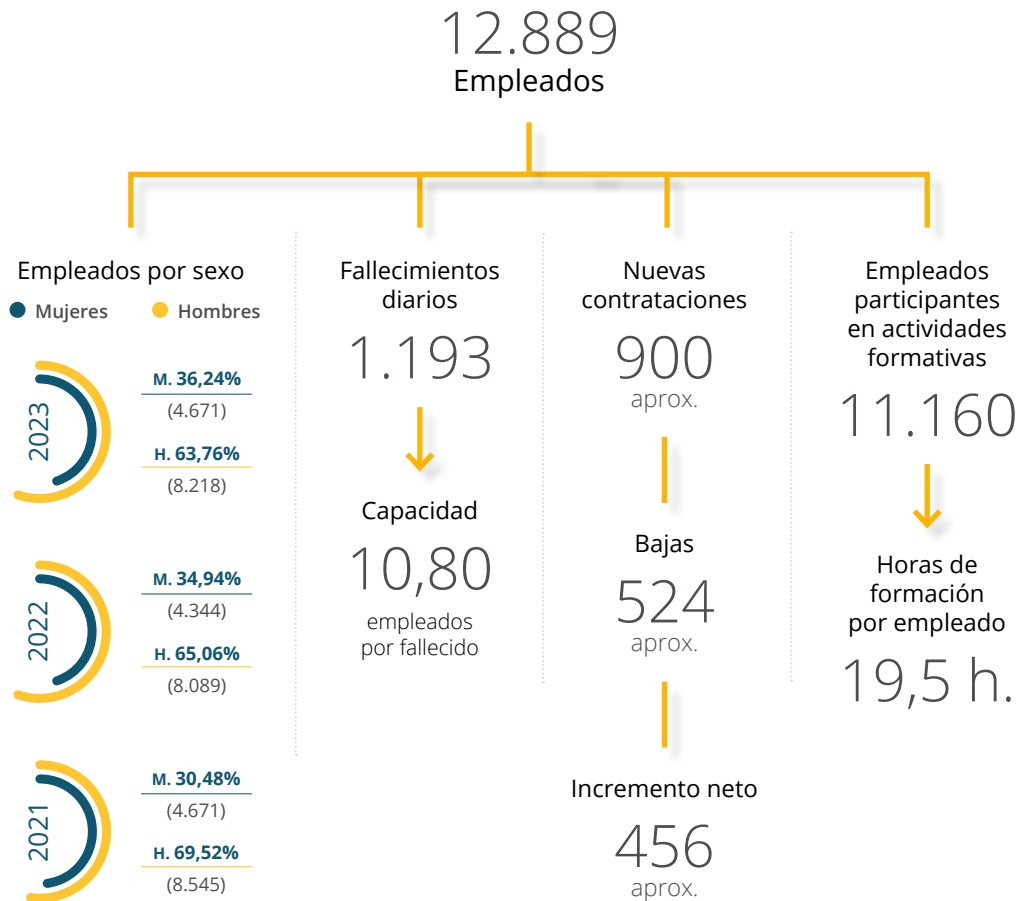 12.889
Empleados
Empleados por sexo
Mujeres
Hombres
2023
M. 36,24%
(4.671)
H. 63,76%
(8.218)
2022
M. 34,94%
(4.344)
H. 65,06%
(8.089)
2021
M. 30,48%
(4.671)
H. 69,52%
(8.545)
Fallecimientos
diarios
1.193
Capacidad
10,80
empleados
por fallecido
Nuevas
contrataciones
900
aprox.
Bajas
524
aprox.
Incremento neto
456
aprox.
Empleados
participantes
en actividades
formativas
11.160
Horas de
formación
por empleado
19,5 h.